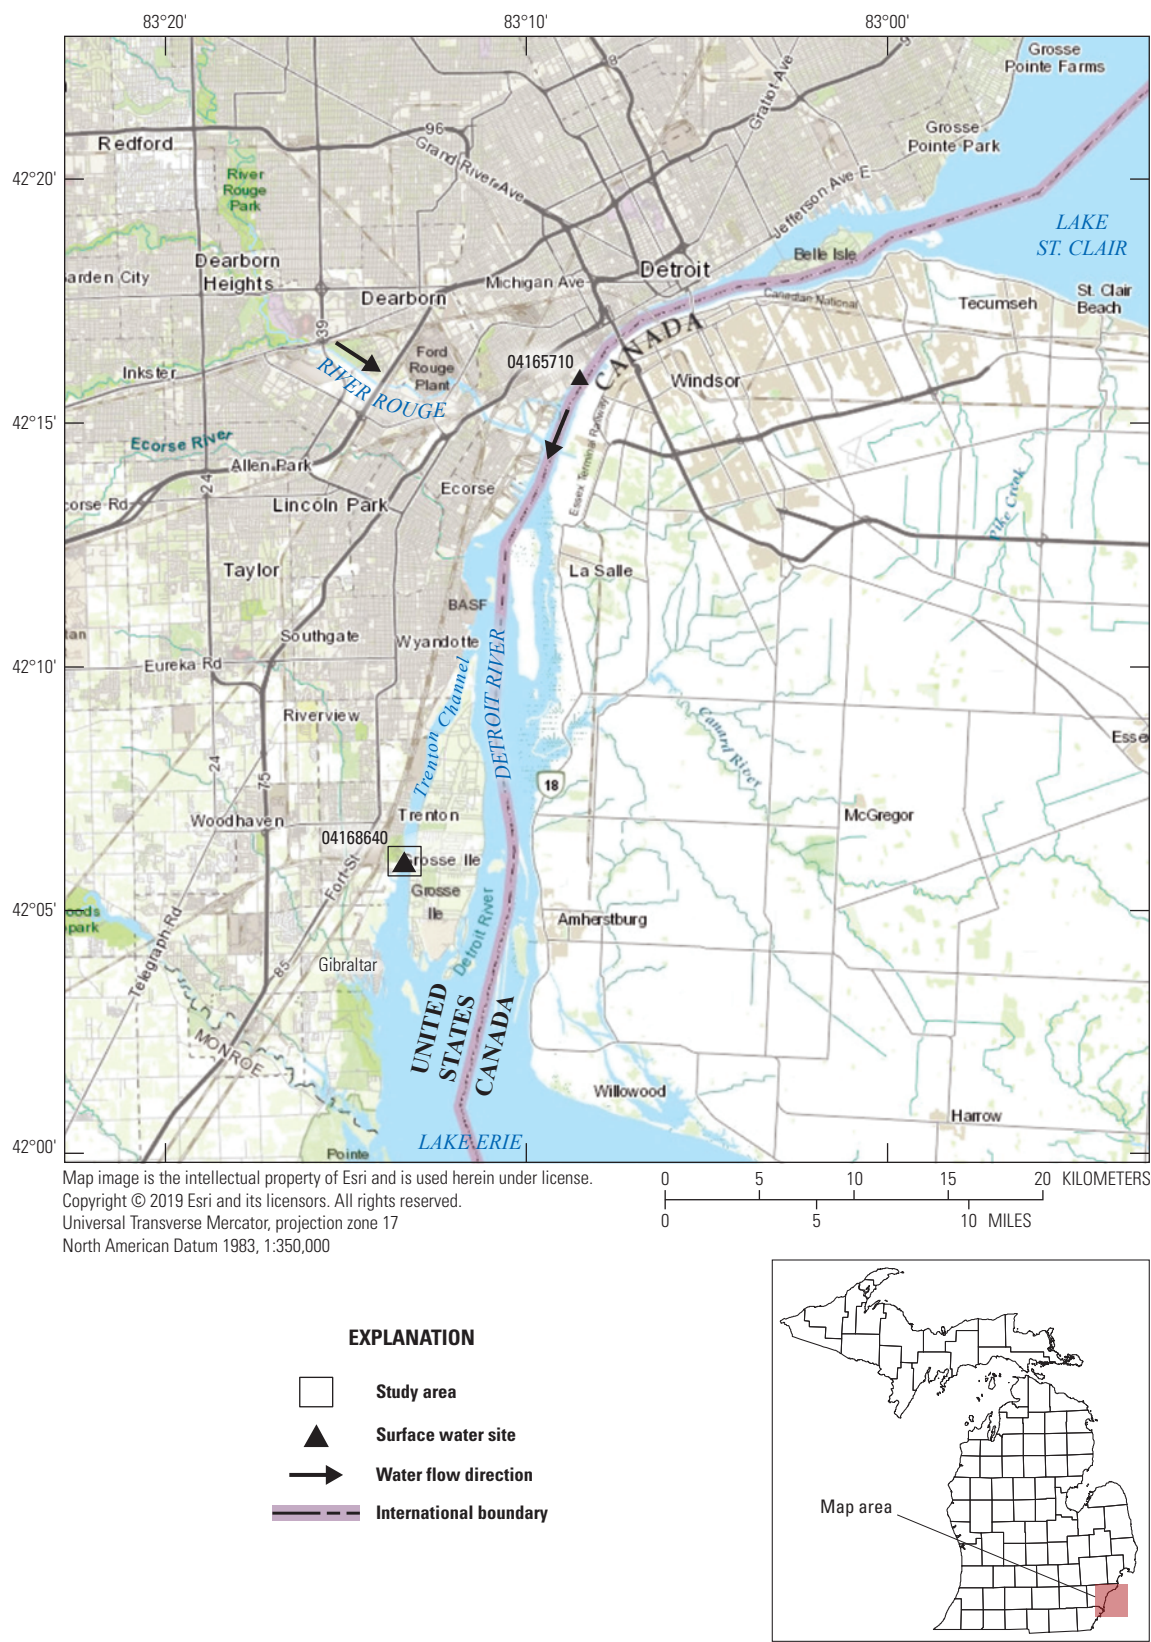 83°20'
83°10'
83°00'
Grosse
Pointe Farms
8
9
Gratiot Ave
96
Grand River Ave
Redford
Grosse
Pointe Park
42°20'
River
Rouge
Park
Jefferson Ave E
LAKE
ST. CLAIR
Belle Isle
Dearborn
Heights
arden City
Detroit
Michigan Ave
Dearborn
Canadian National
Tecumseh
St. Clair
Beach
39
CANADA
Ford
Rouge
Plant
04165710
Inkster
RIVER ROUGE
Windsor
42°15'
Ecorse River
Essex Terminal Railway
Allen Park
24
Ecorse
Pike Creek
corse Rd
Lincoln Park
Taylor
La Salle
BASF
tan
Southgate
Wyandotte
42°10'
Eureka Rd
DETROIT RIVER
Trenton Channel
Riverview
Canard River
Esse
24
75
18
Woodhaven
Trenton
McGregor
04168640
Grosse Ile
Fort St
Grosse
Ile
42°05'
oods
park
Telegraph Rd
Detroit River
Amherstburg
85
Gibraltar
UNITED
STATES
CANADA
MONROE
Willowood
Harrow
42°00'
LAKE ERIE
Pointe
Map image is the intellectual property of Esri and is used herein under license.
Copyright © 2019 Esri and its licensors. All rights reserved.
Universal Transverse Mercator, projection zone 17
North American Datum 1983, 1:350,000
0 5 10 15 20 KILOMETERS
0 5 10 MILES
EXPLANATION
Study area
Surface water site
Water flow direction
International boundary
Map area